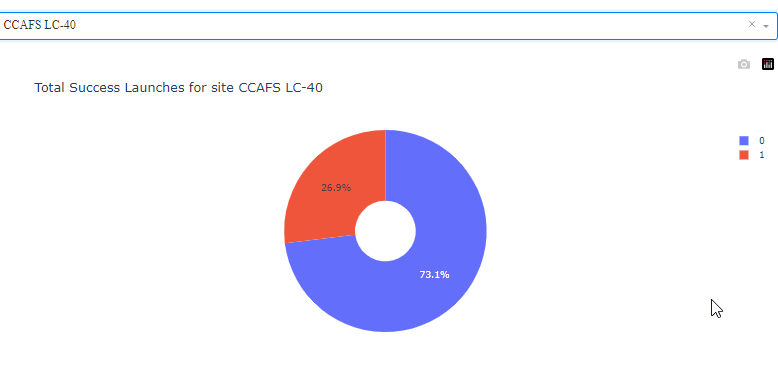 CCAFS LC-40
Total Success Launches for site CCAFS LC-40
0
1
26.9%
73.1%